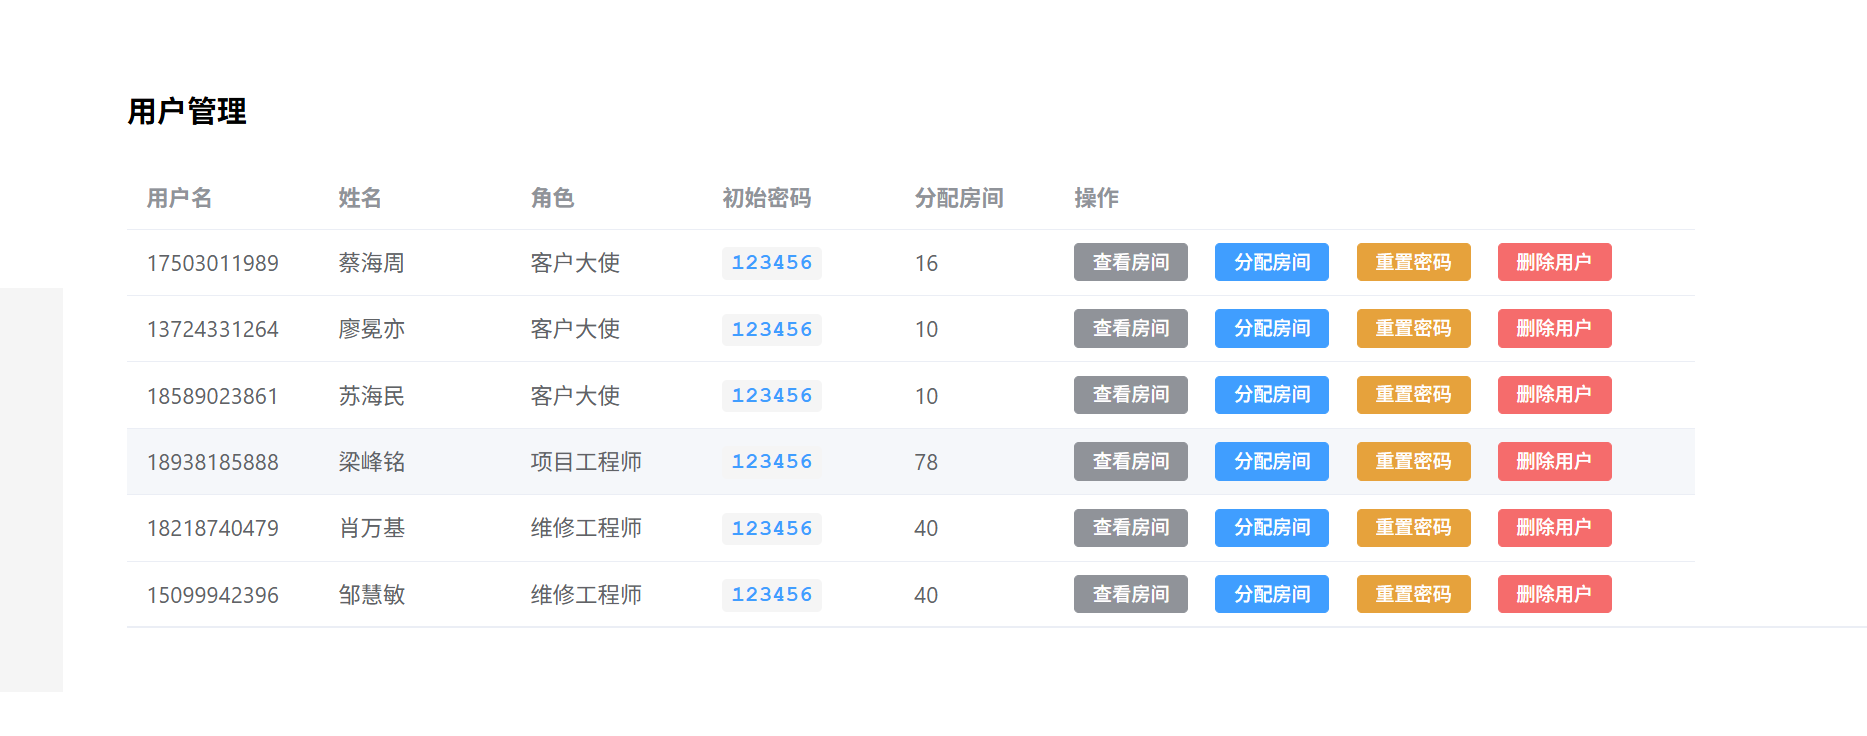 用户管理
用户名 姓名 角色 初始密码 分配房间 操作
17503011989 蔡海周 客户大使 123456 16 查看房间 分配房间 重置密码 删除用户
13724331264 廖冕亦 客户大使 123456 10 查看房间 分配房间 重置密码 删除用户
18589023861 苏海民 客户大使 123456 10 查看房间 分配房间 重置密码 删除用户
18938185888 梁峰铭 项目工程师 123456 78 查看房间 分配房间 重置密码 删除用户
18218740479 肖万基 维修工程师 123456 40 查看房间 分配房间 重置密码 删除用户
15099942396 邹慧敏 维修工程师 123456 40 查看房间 分配房间 重置密码 删除用户